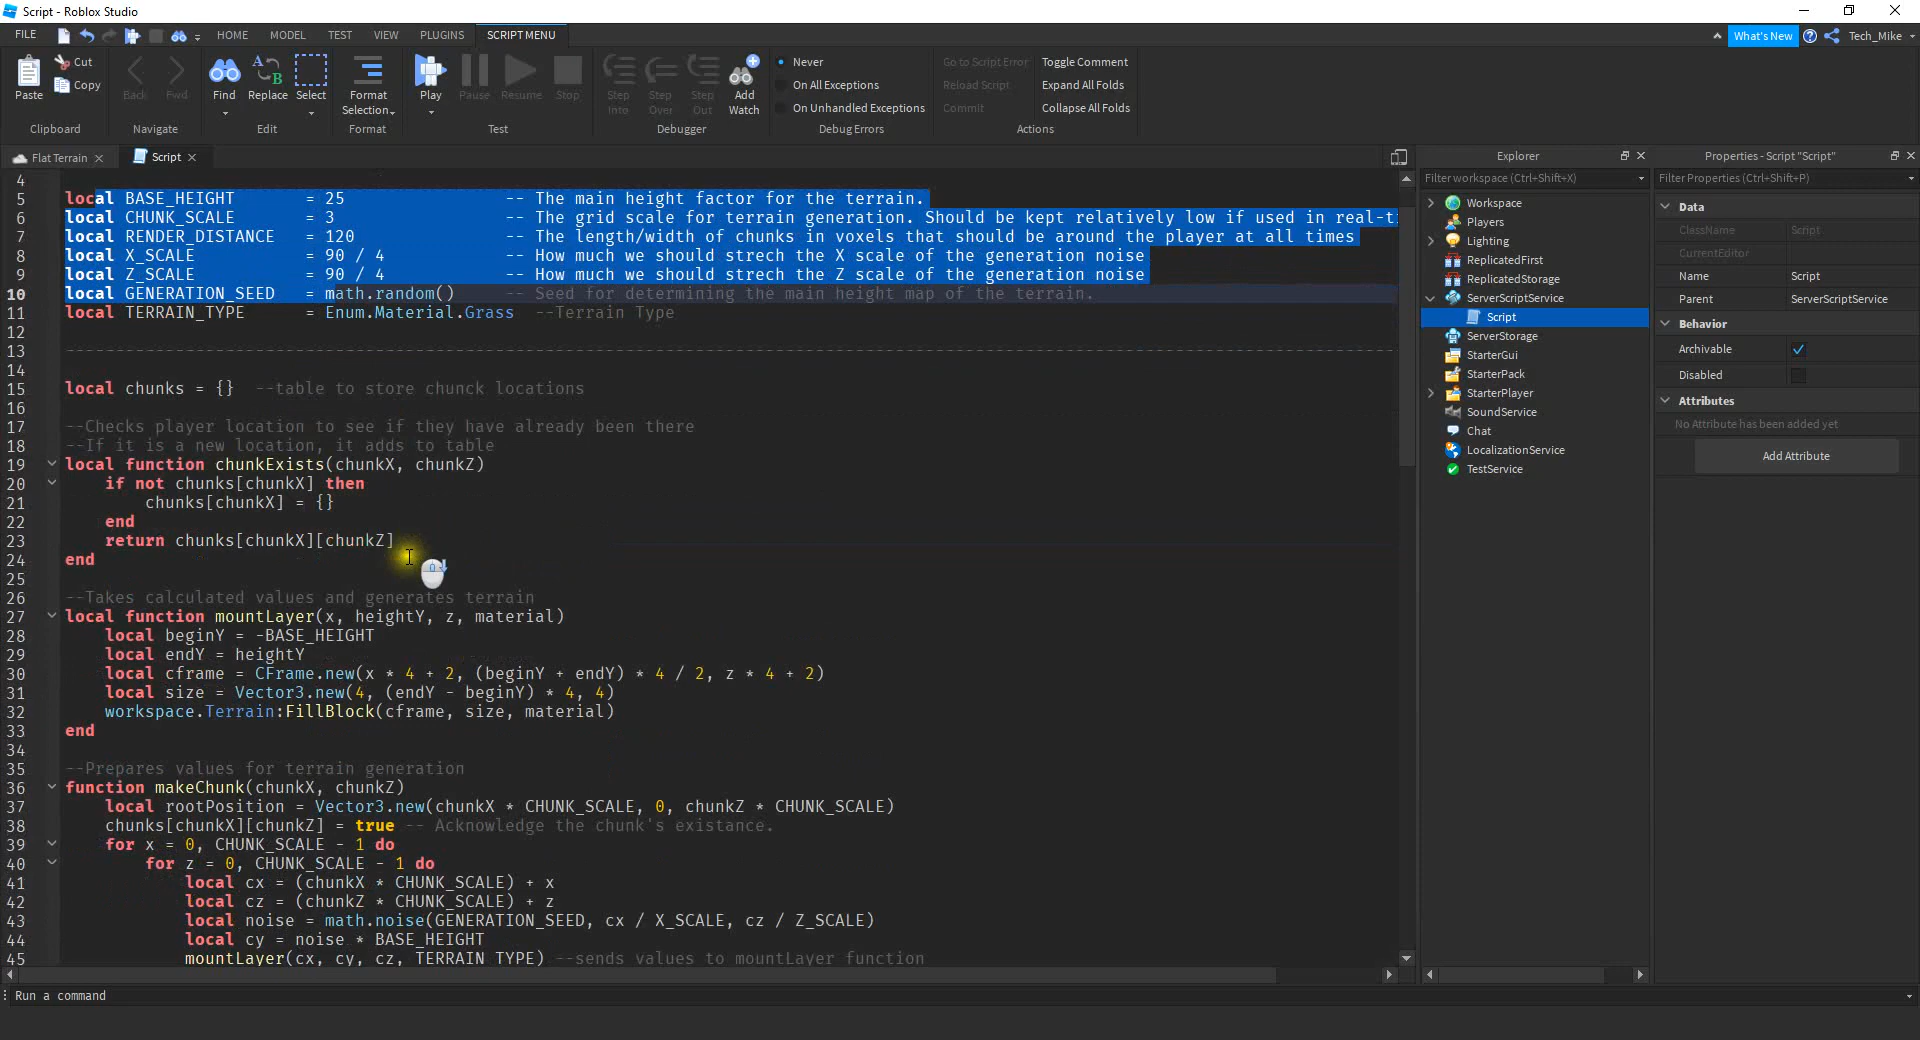 Script - Roblox Studio
FILE HOME MODEL TEST VIEW PLUGINS SCRIPT MENU What's New Tech_Mike
Paste Cut Copy Back Fwd Find Replace Select Format Selection Play Pause Resume Stop Step Into Step Over Step Out Add Watch
Never Go to Script Error Toggle Comment
On All Exceptions Reload Script Expand All Folds
On Unhandled Exceptions Commit Collapse All Folds
Clipboard Navigate Edit Format Test Debugger Debug Errors Actions
Flat Terrain Script
4
5 local BASE_HEIGHT = 25 -- The main height factor for the terrain.
6 local CHUNK_SCALE = 3 -- The grid scale for terrain generation. Should be kept relatively low if used in real-ti
7 local RENDER_DISTANCE = 120 -- The length/width of chunks in voxels that should be around the player at all times
8 local X_SCALE = 90 / 4 -- How much we should strech the X scale of the generation noise
9 local Z_SCALE = 90 / 4 -- How much we should strech the Z scale of the generation noise
10 local GENERATION_SEED = math.random() -- Seed for determining the main height map of the terrain.
11 local TERRAIN_TYPE = Enum.Material.Grass --Terrain Type
12
13 --------------------------------------------------------------------------------
14
15 local chunks = {} --table to store chunck locations
16
17 --Checks player location to see if they have already been there
18 --If it is a new location, it adds to table
19 local function chunkExists(chunkX, chunkZ)
20 if not chunks[chunkX] then
21 chunks[chunkX] = {}
22 end
23 return chunks[chunkX][chunkZ]
24 end
25
26 --Takes calculated values and generates terrain
27 local function mountLayer(x, heightY, z, material)
28 local beginY = -BASE_HEIGHT
29 local endY = heightY
30 local cframe = CFrame.new(x * 4 + 2, (beginY + endY) * 4 / 2, z * 4 + 2)
31 local size = Vector3.new(4, (endY - beginY) * 4, 4)
32 workspace.Terrain:FillBlock(cframe, size, material)
33 end
34
35 --Prepares values for terrain generation
36 function makeChunk(chunkX, chunkZ)
37 local rootPosition = Vector3.new(chunkX * CHUNK_SCALE, 0, chunkZ * CHUNK_SCALE)
38 chunks[chunkX][chunkZ] = true -- Acknowledge the chunk's existance.
39 for x = 0, CHUNK_SCALE - 1 do
40 for z = 0, CHUNK_SCALE - 1 do
41 local cx = (chunkX * CHUNK_SCALE) + x
42 local cz = (chunkZ * CHUNK_SCALE) + z
43 local noise = math.noise(GENERATION_SEED, cx / X_SCALE, cz / Z_SCALE)
44 local cy = noise * BASE_HEIGHT
45 mountLayer(cx, cy, cz, TERRAIN_TYPE) --sends values to mountLayer function
Run a command
Explorer
Filter workspace (Ctrl+Shift+X)
Workspace
Players
Lighting
ReplicatedFirst
ReplicatedStorage
ServerScriptService
Script
ServerStorage
StarterGui
StarterPack
StarterPlayer
SoundService
Chat
LocalizationService
TestService
Properties - Script "Script"
Filter Properties (Ctrl+Shift+P)
Data
ClassName Script
CurrentEditor
Name Script
Parent ServerScriptService
Behavior
Archivable
Disabled
Attributes
No Attribute has been added yet
Add Attribute